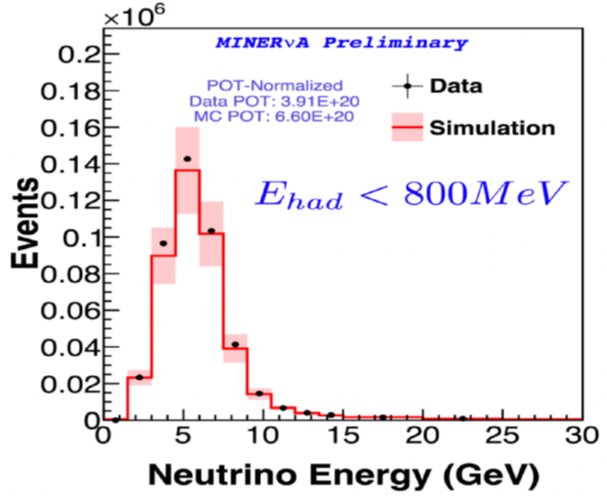 ×10⁶
MINERνA Preliminary
POT-Normalized
Data POT: 3.91E+20
MC POT: 6.60E+20
Data
Simulation
E_had < 800MeV
Events
0.2
0.18
0.16
0.14
0.12
0.1
0.08
0.06
0.04
0.02
0
0 5 10 15 20 25 30
Neutrino Energy (GeV)